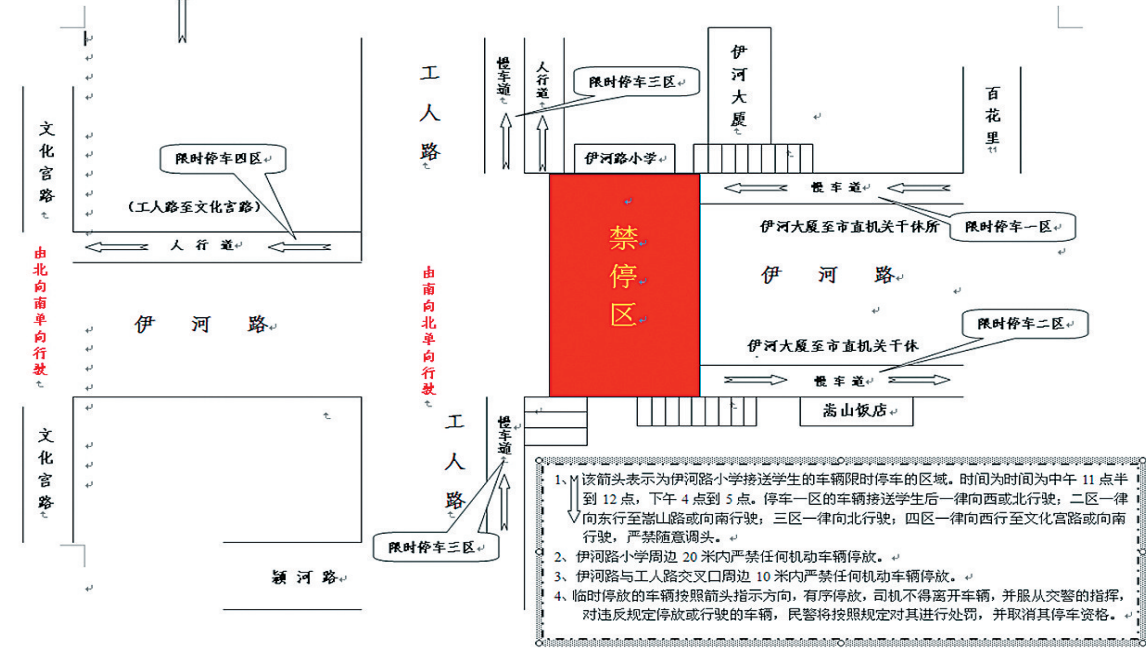 工人路
慢车道
人行道
限时停车三区
伊河大厦
百花里
文化宫路
限时停车四区
(工人路至文化宫路)
伊河路小学
慢 车 道
人 行 道
禁停区
伊河大厦至市直机关干休所
限时停车一区
由北向南单向行驶
由南向北单向行驶
伊 河 路
伊 河 路
限时停车二区
伊河大厦至市直机关干休
慢 车 道
嵩山饭店
文化宫路
工人路
慢车道
限时停车三区
颖 河 路
1、该箭头表示为伊河路小学接送学生的车辆限时停车的区域。时间为时间为中午 11 点半
到 12 点，下午 4 点到 5 点。停车一区的车辆接送学生后一律向西或北行驶；二区一律
向东行至嵩山路或向南行驶；三区一律向北行驶；四区一律向西行至文化宫路或向南
行驶，严禁随意调头。
2、伊河路小学周边 20 米内严禁任何机动车辆停放。
3、伊河路与工人路交叉口周边 10 米内严禁任何机动车辆停放。
4、临时停放的车辆按照箭头指示方向，有序停放，司机不得离开车辆，并服从交警的指挥，
对违反规定停放或行驶的车辆，民警将按照规定对其进行处罚，并取消其停车资格。